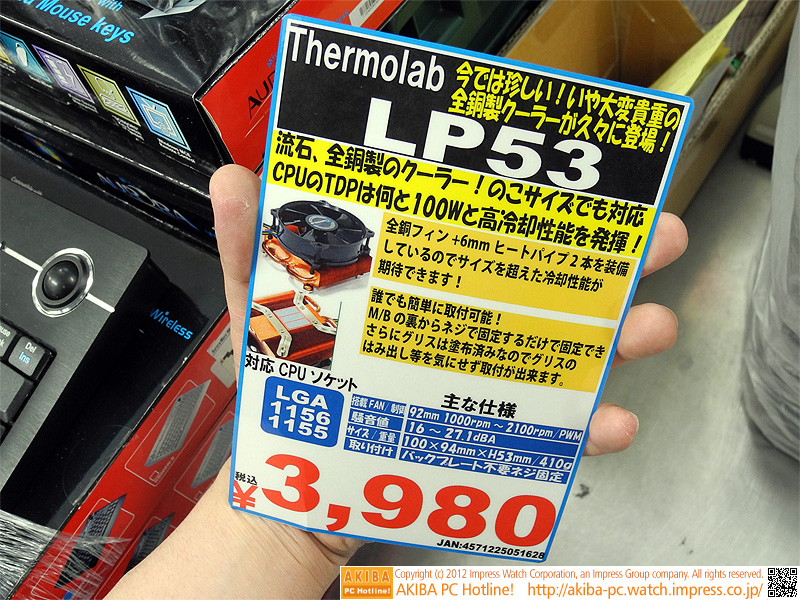 with
d Mouse keys
AU
Thermolab
今では珍しい！いや大変貴重の
全銅製クーラーが久々に登場！
LP53
流石、全銅製のクーラー！のこサイズでも対応
CPUのTDPは何と100Wと高冷却性能を発揮！
全銅フィン+6mm ヒートパイプ2本を装備
しているのでサイズを超えた冷却性能が
期待できます！
誰でも簡単に取付可能！
M/Bの裏からネジで固定するだけで固定でき
さらにグリスは塗布済みなのでグリスの
はみ出し等を気にせず取付が出来ます。
対応 CPU ソケット
LGA
1156
1155
主な仕様
搭載FAN/制御 92mm 1000rpm～2100rpm/PWM
騒音値 16～27.1dBA
サイズ/重量 100×94mm×H53mm/410g
取り付け バックプレート不要ネジ固定
税込
¥3,980
JAN:4571225051628
Wireless
Del
Ins
AKIBA
PC Hotline!
Copyright (c) 2012 Impress Watch Corporation, an Impress Group company. All rights reserved.
AKIBA PC Hotline! http://akiba-pc.watch.impress.co.jp/